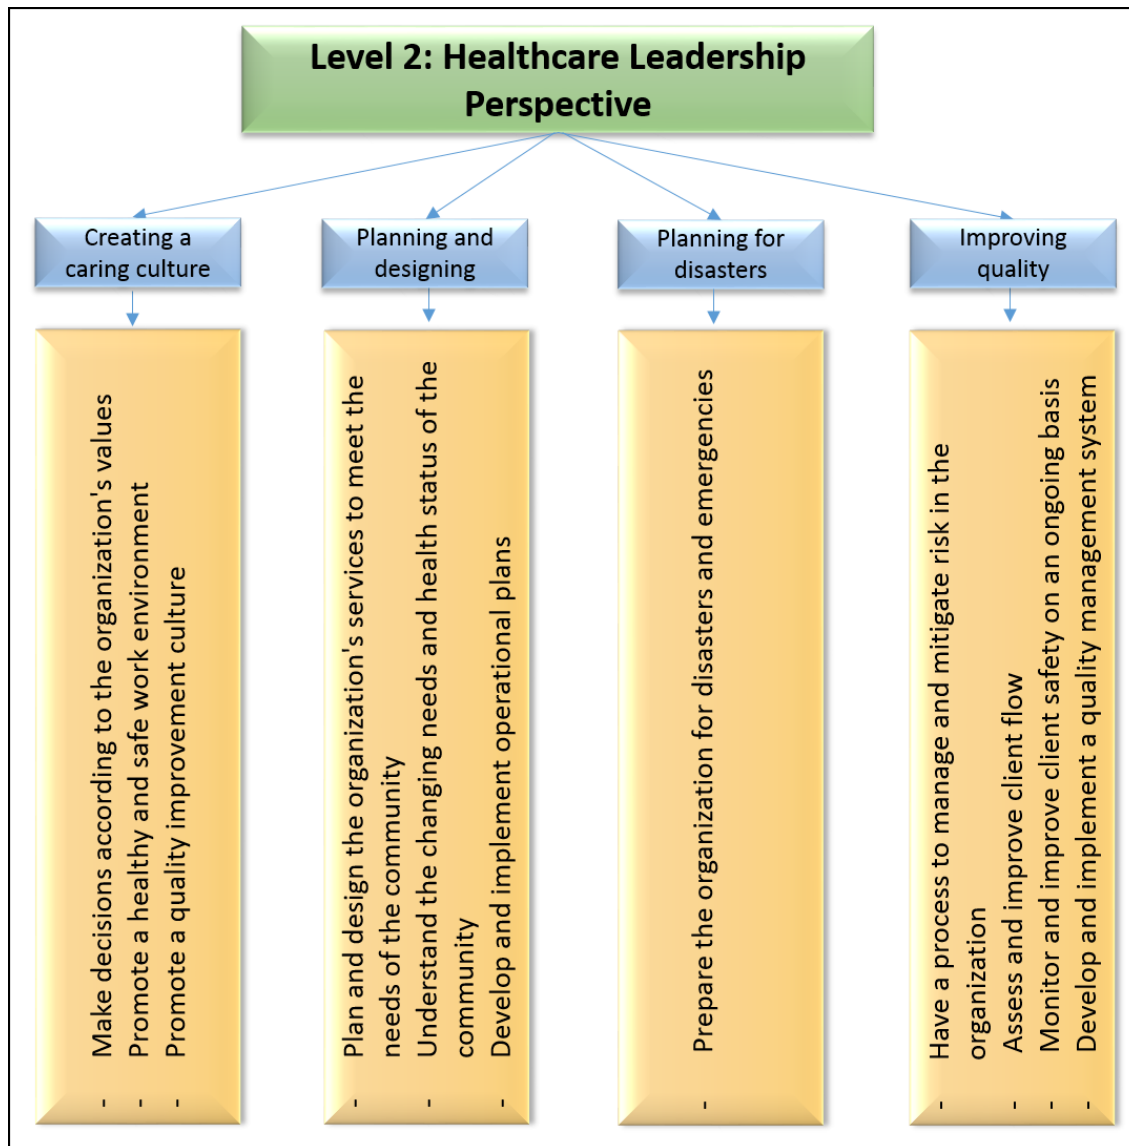 Level 2: Healthcare Leadership
Perspective
Creating a
caring culture
Planning and
designing
Planning for
disasters
Improving
quality
- Make decisions according to the organization's values
- Promote a healthy and safe work environment
- Promote a quality improvement culture
- Plan and design the organization's services to meet the
needs of the community
- Understand the changing needs and health status of the
community
- Develop and implement operational plans
- Prepare the organization for disasters and emergencies
- Have a process to manage and mitigate risk in the
organization
- Assess and improve client flow
- Monitor and improve client safety on an ongoing basis
- Develop and implement a quality management system